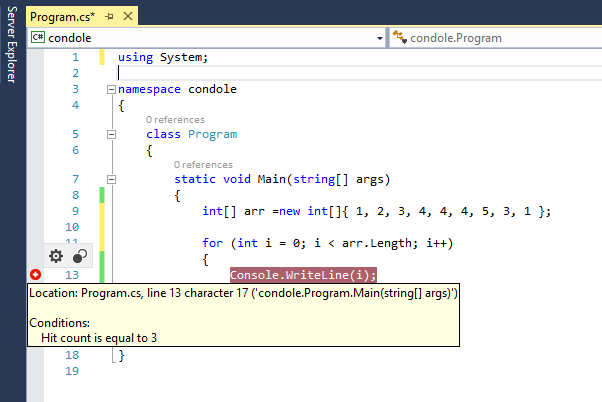 Server Explorer
Program.cs*
C# condole
condole.Program
1 using System;
2
3 namespace condole
4 {
0 references
5 class Program
6 {
0 references
7 static void Main(string[] args)
8 {
9 int[] arr =new int[]{ 1, 2, 3, 4, 4, 4, 5, 3, 1 };
10
11 for (int i = 0; i < arr.Length; i++)
{
13 Console.WriteLine(i);
Location: Program.cs, line 13 character 17 ('condole.Program.Main(string[] args)')
Conditions:
Hit count is equal to 3
18 }
19